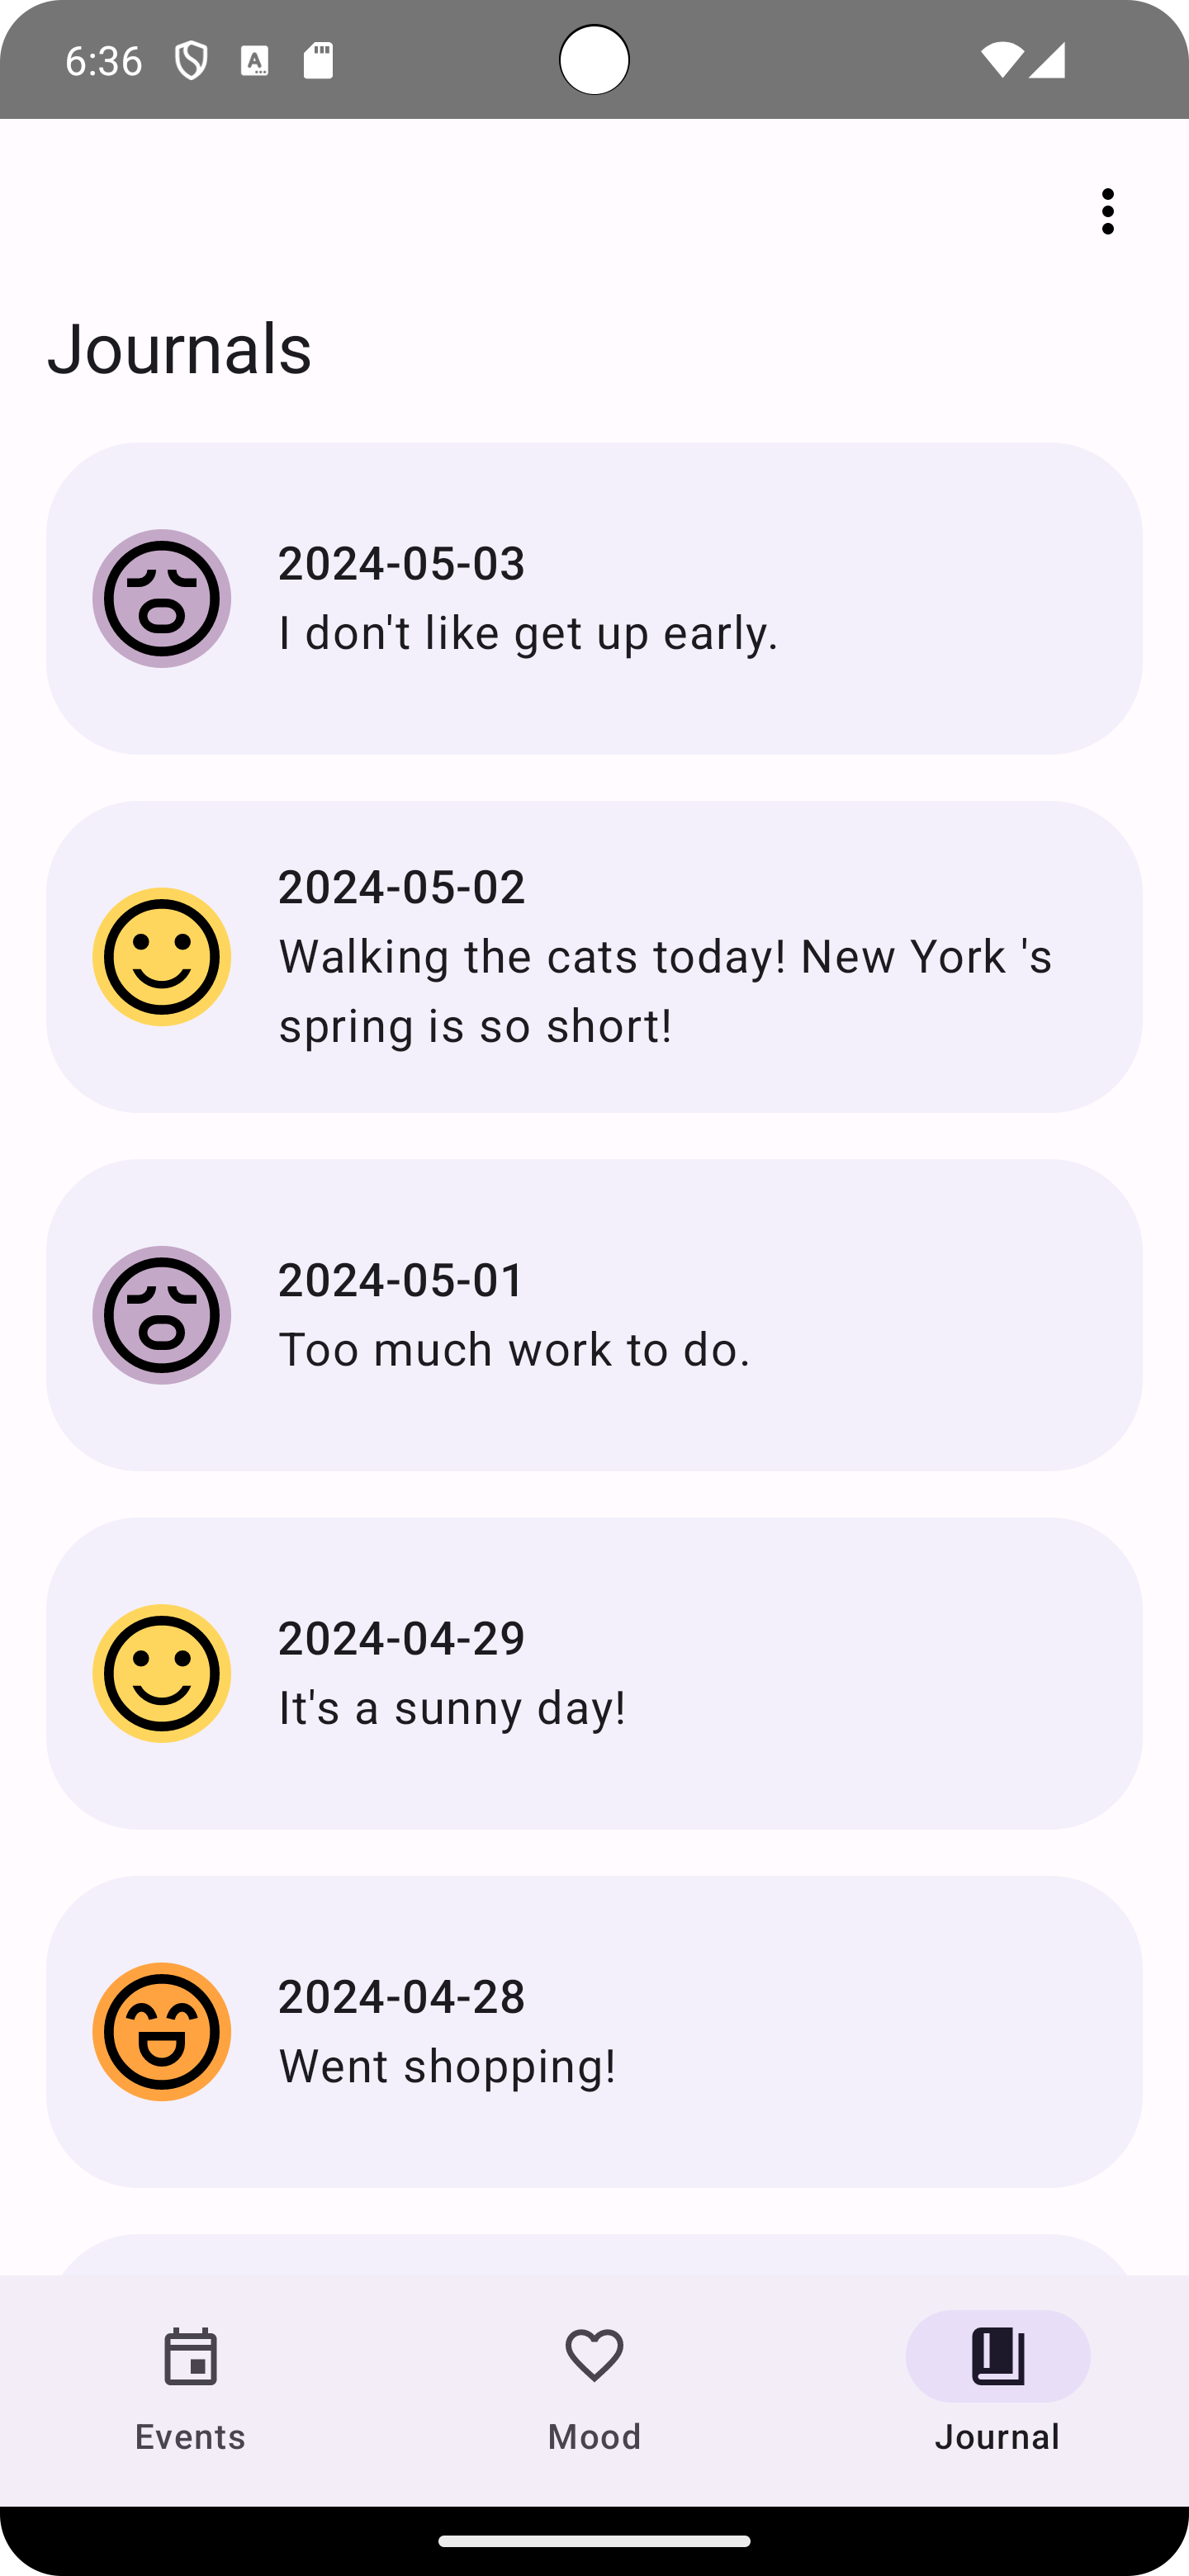 6:36
Journals
2024-05-03
I don't like get up early.
2024-05-02
Walking the cats today! New York 's
spring is so short!
2024-05-01
Too much work to do.
2024-04-29
It's a sunny day!
2024-04-28
Went shopping!
Events
Mood
Journal